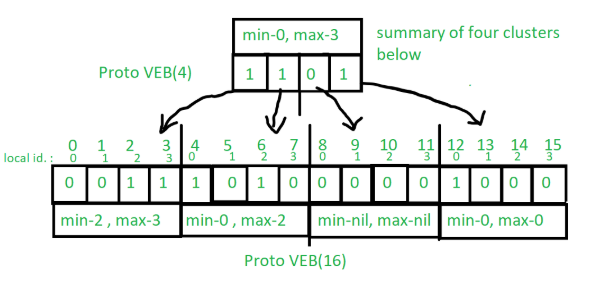 min-0, max-3
summary of four clusters
below
Proto VEB(4)
1 1 0 1
0 1 2 3 4 5 6 7 8 9 10 11 12 13 14 15
local id. : 0 1 2 3 0 1 2 3 0 1 2 3 0 1 2 3
0 0 1 1 1 0 1 0 0 0 0 0 1 0 0 0
min-2 , max-3 min-0 , max-2 min-nil, max-nil min-0, max-0
Proto VEB(16)